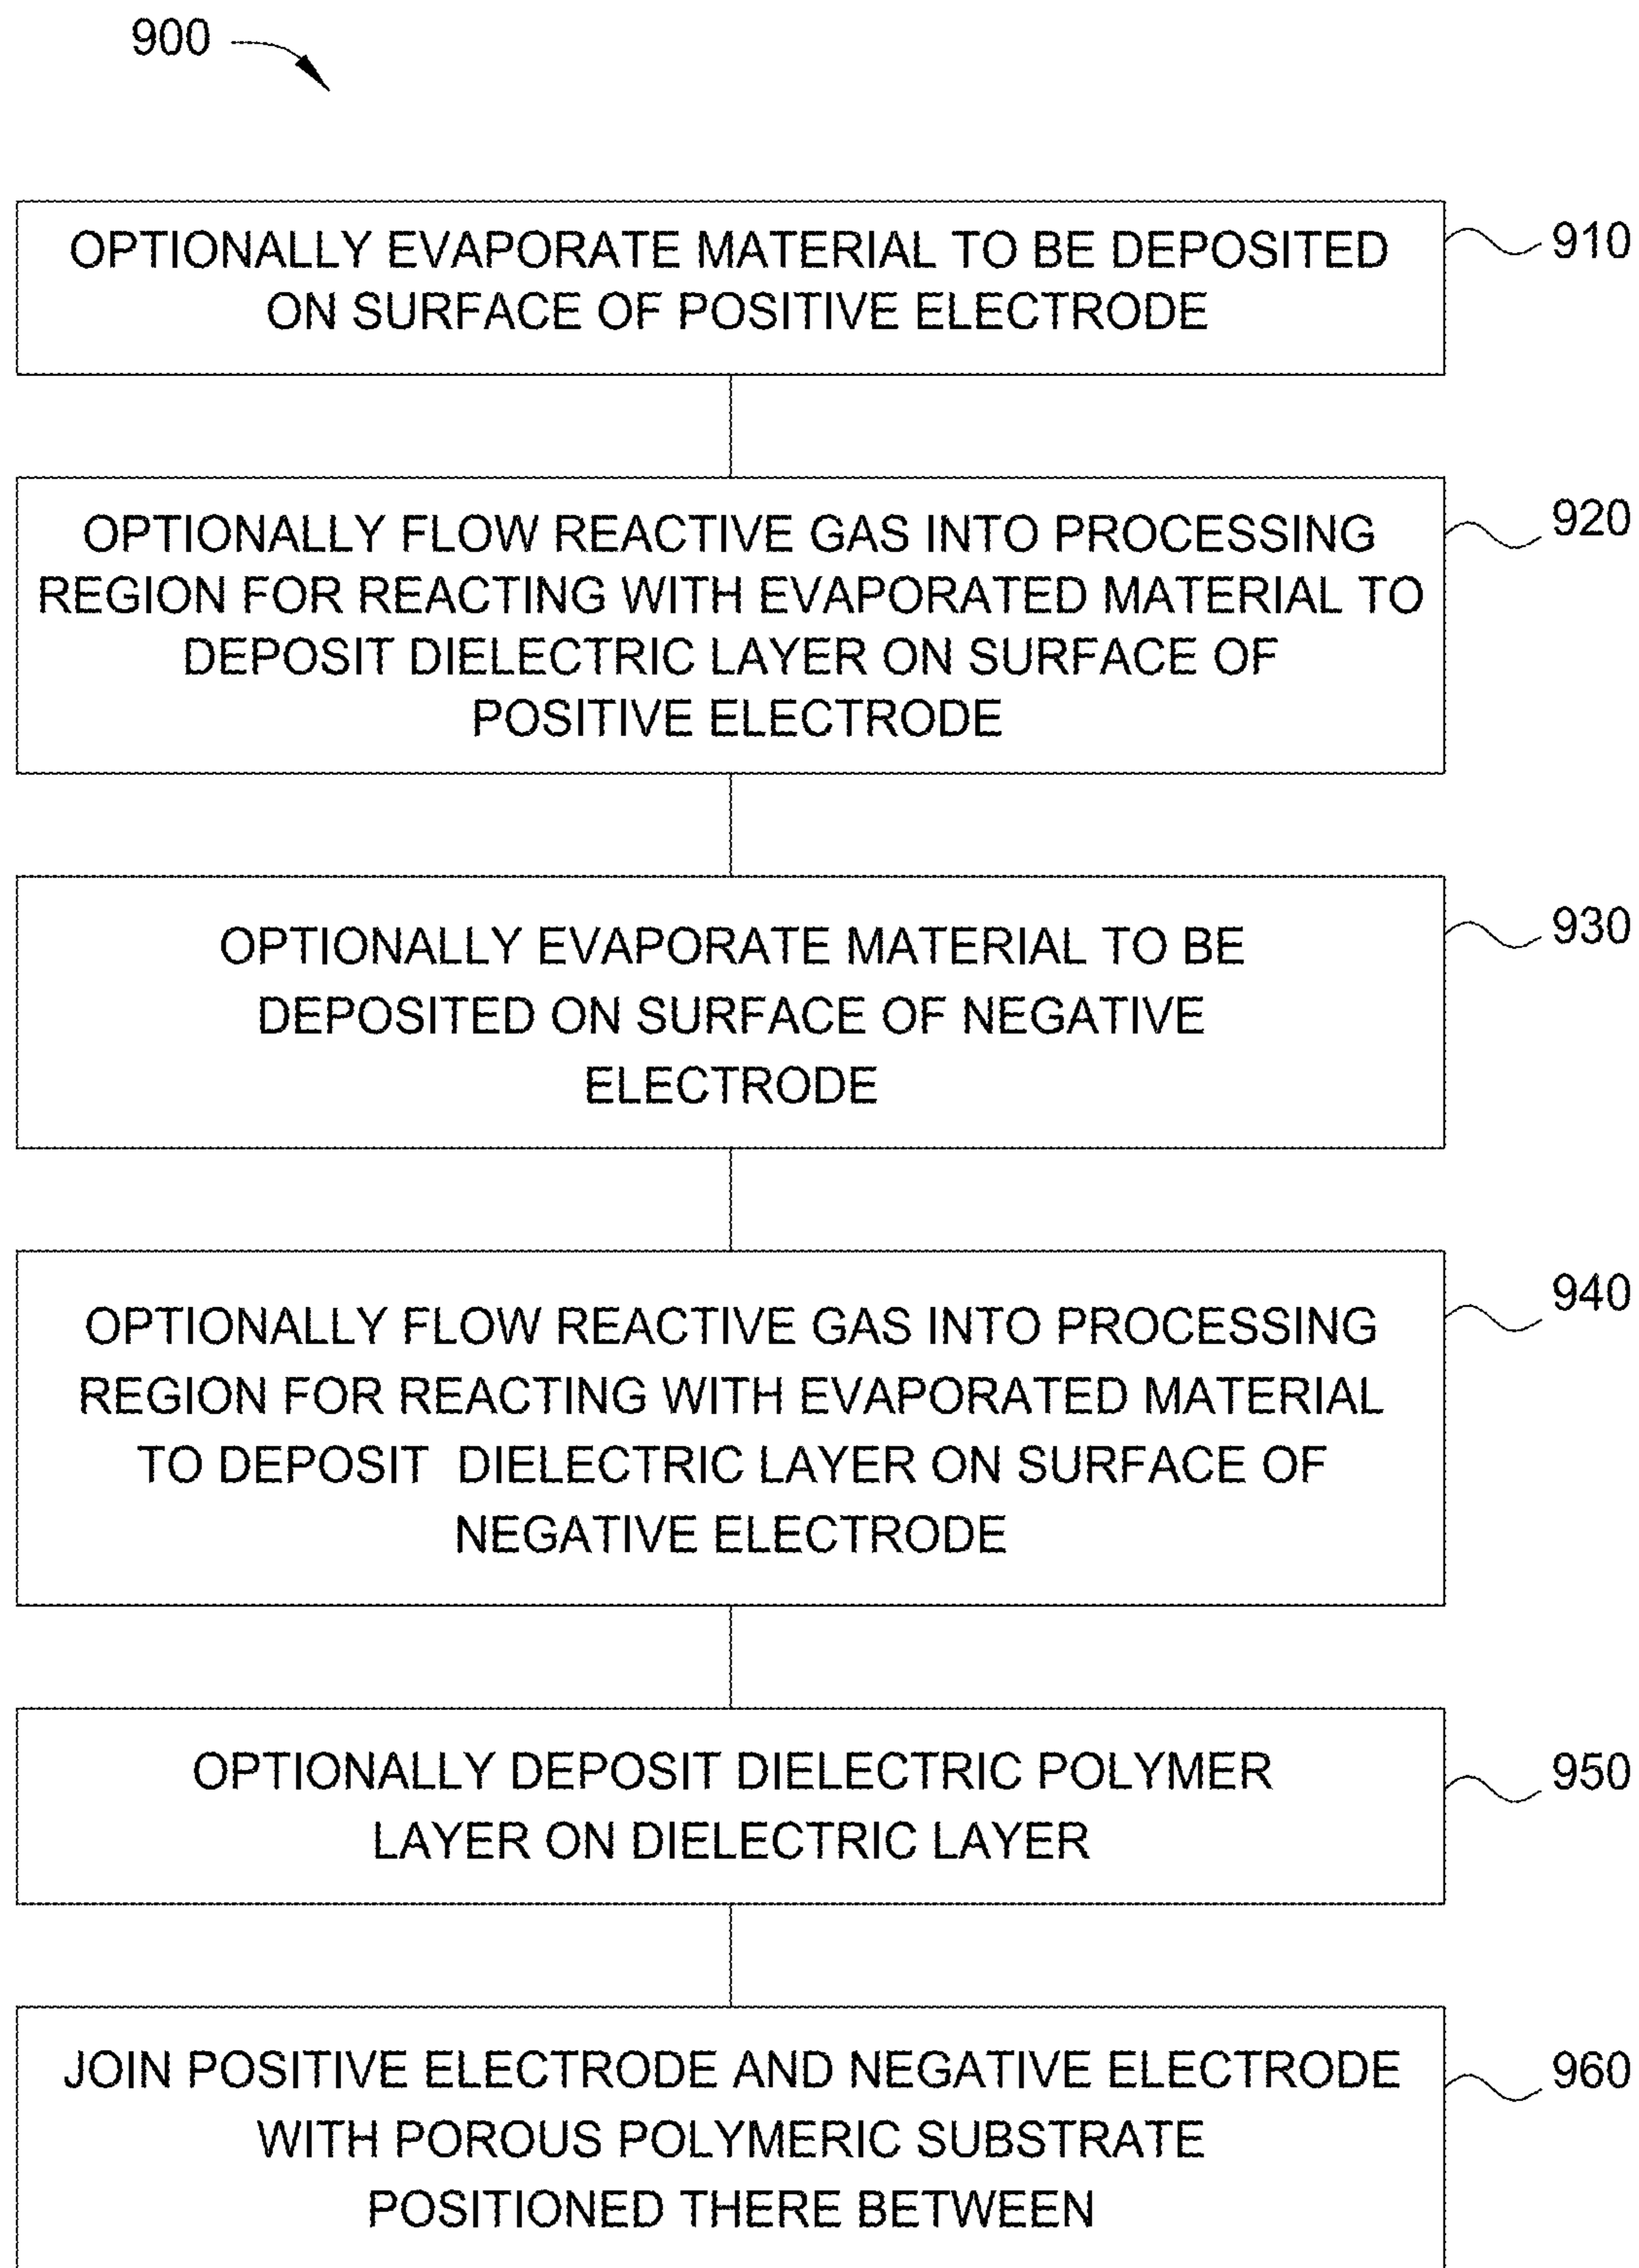 900
OPTIONALLY EVAPORATE MATERIAL TO BE DEPOSITED
ON SURFACE OF POSITIVE ELECTRODE
910
OPTIONALLY FLOW REACTIVE GAS INTO PROCESSING
REGION FOR REACTING WITH EVAPORATED MATERIAL TO
DEPOSIT DIELECTRIC LAYER ON SURFACE OF
POSITIVE ELECTRODE
920
OPTIONALLY EVAPORATE MATERIAL TO BE
DEPOSITED ON SURFACE OF NEGATIVE
ELECTRODE
930
OPTIONALLY FLOW REACTIVE GAS INTO PROCESSING
REGION FOR REACTING WITH EVAPORATED MATERIAL
TO DEPOSIT DIELECTRIC LAYER ON SURFACE OF
NEGATIVE ELECTRODE
940
OPTIONALLY DEPOSIT DIELECTRIC POLYMER
LAYER ON DIELECTRIC LAYER
950
JOIN POSITIVE ELECTRODE AND NEGATIVE ELECTRODE
WITH POROUS POLYMERIC SUBSTRATE
POSITIONED THERE BETWEEN
960